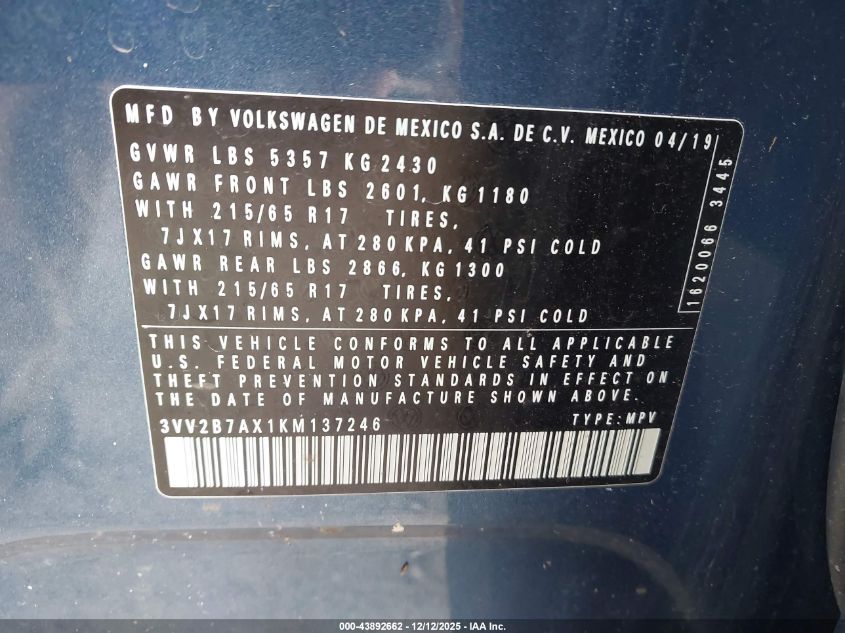 MFD BY VOLKSWAGEN DE MEXICO S.A. DE C.V. MEXICO 04/19
GVWR LBS 5357 KG 2430
GAWR FRONT LBS 2601, KG 1180
WITH 215/65 R17 TIRES,
7JX17 RIMS, AT 280 KPA, 41 PSI COLD
GAWR REAR LBS 2866, KG 1300
WITH 215/65 R17 TIRES,
7JX17 RIMS, AT 280 KPA, 41 PSI COLD
1620066 3445
THIS VEHICLE CONFORMS TO ALL APPLICABLE
U.S. FEDERAL MOTOR VEHICLE SAFETY AND
THEFT PREVENTION STANDARDS IN EFFECT ON
THE DATE OF MANUFACTURE SHOWN ABOVE.
3VV2B7AX1KM137246 TYPE: MPV
000-43892662 - 12/12/2025 - IAA Inc.